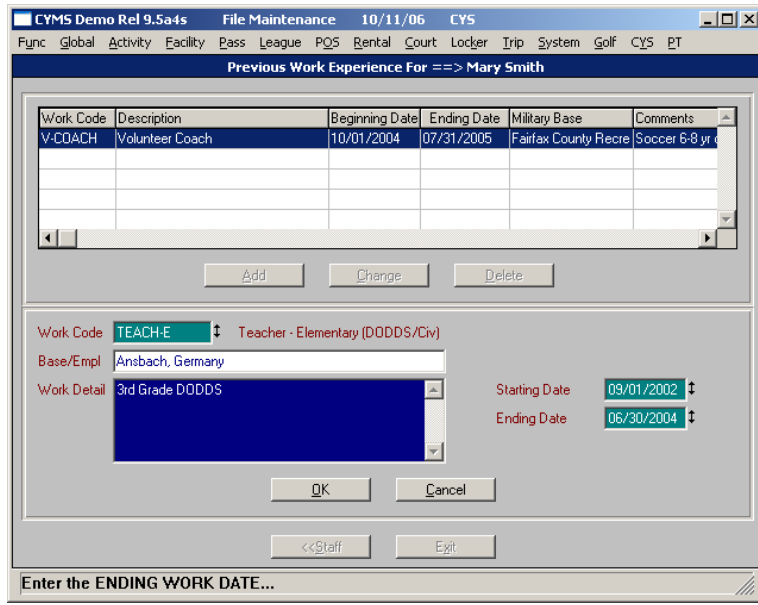 CYMS Demo Rel 9.5a4s File Maintenance 10/11/06 CYS
Func Global Activity Facility Pass League POS Rental Court Locker Trip System Golf CYS PT
Previous Work Experience For ==> Mary Smith
Work Code Description Beginning Date Ending Date Military Base Comments
V-COACH Volunteer Coach 10/01/2004 07/31/2005 Fairfax County Recre Soccer 6-8 yr
Add Change Delete
Work Code TEACH-E Teacher - Elementary (DODDS/Civ)
Base/Empl Ansbach, Germany
Work Detail 3rd Grade DODDS Starting Date 09/01/2002
Ending Date 06/30/2004
OK Cancel
<<Staff Exit
Enter the ENDING WORK DATE...